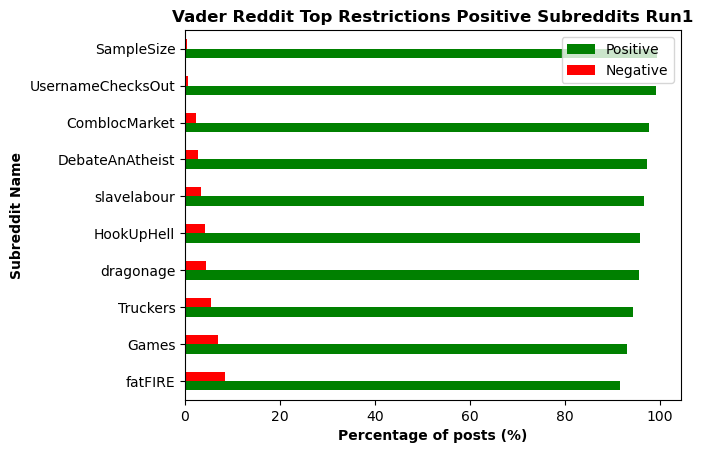 Vader Reddit Top Restrictions Positive Subreddits Run1
Positive
Negative
SampleSize
UsernameChecksOut
ComblocMarket
DebateAnAtheist
slavelabour
HookUpHell
dragonage
Truckers
Games
fatFIRE
Subreddit Name
0 20 40 60 80 100
Percentage of posts (%)